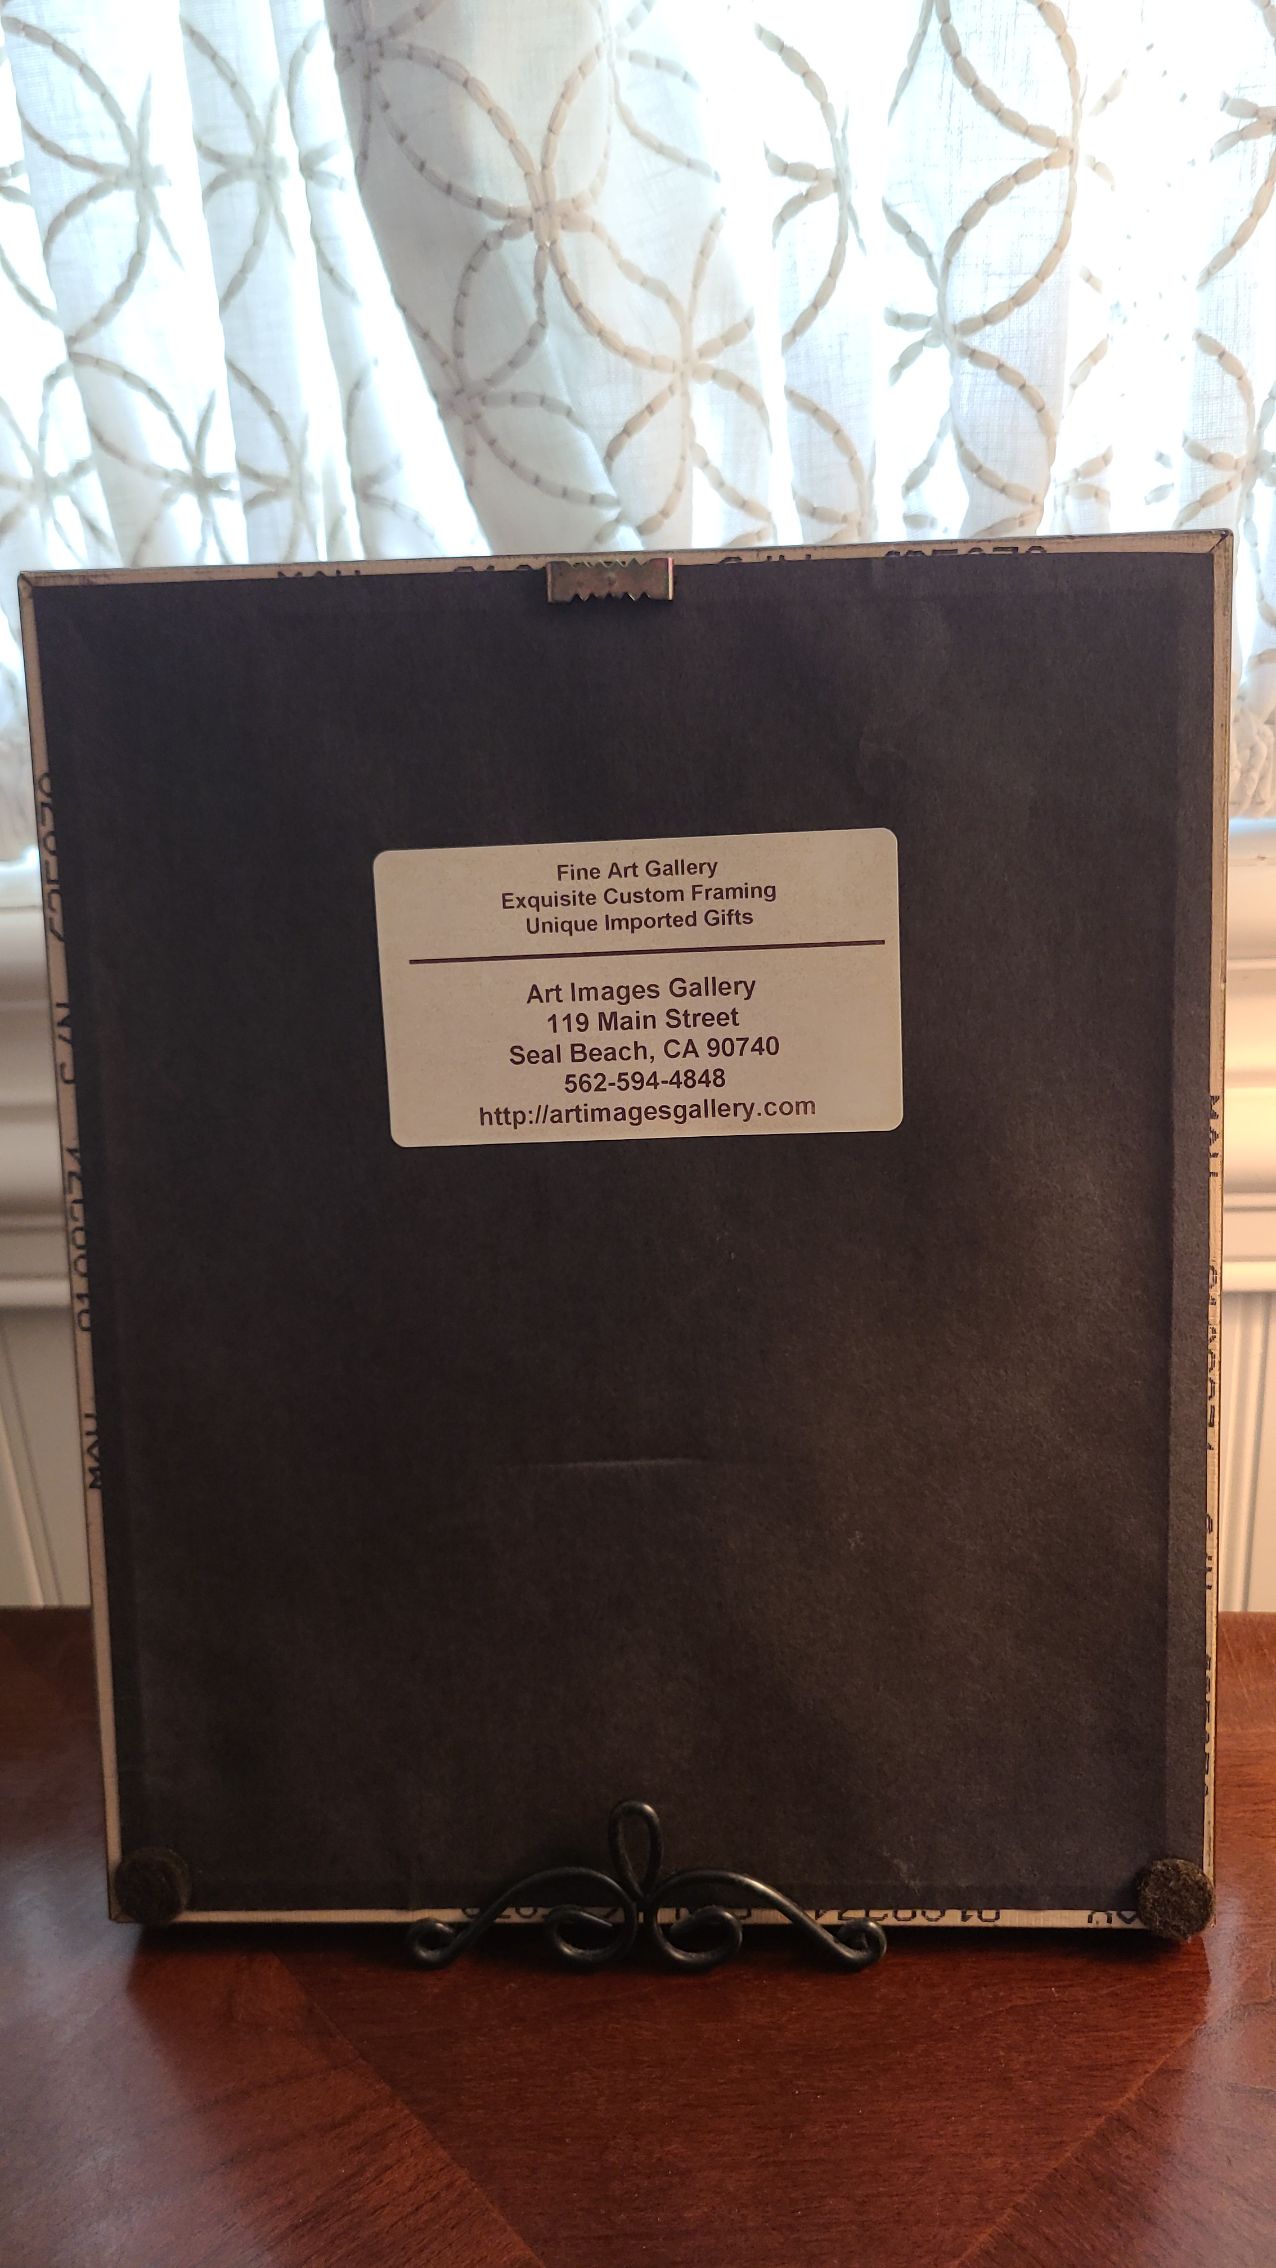 Fine Art Gallery
Exquisite Custom Framing
Unique Imported Gifts
Art Images Gallery
119 Main Street
Seal Beach, CA 90740
562-594-4848
http://artimagesgallery.com